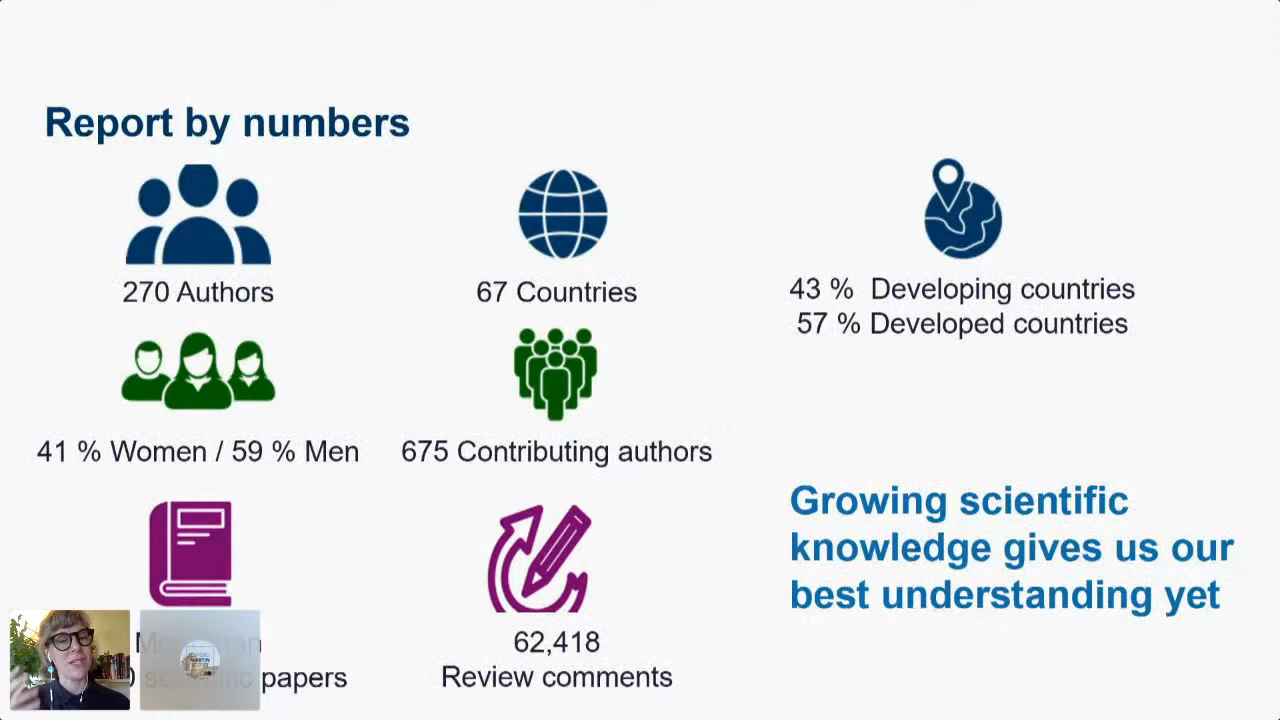 Report by numbers
270 Authors
67 Countries
43 % Developing countries
57 % Developed countries
41 % Women / 59 % Men
675 Contributing authors
Growing scientific
knowledge gives us our
best understanding yet
62,418
papers
Review comments
MARTIN